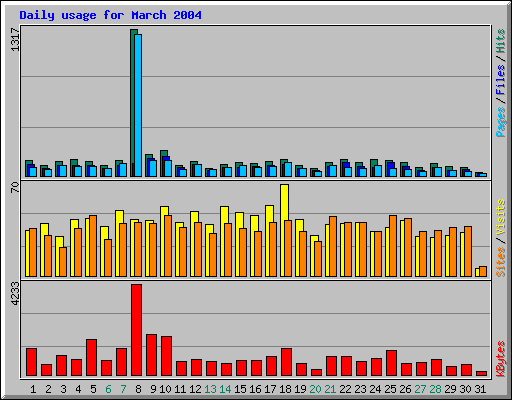 Daily usage for March 2004
1317
Pages / Files / Hits
70
Sites / Visits
4233
KBytes
1 2 3 4 5 6 7 8 9 10 11 12 13 14 15 16 17 18 19 20 21 22 23 24 25 26 27 28 29 30 31